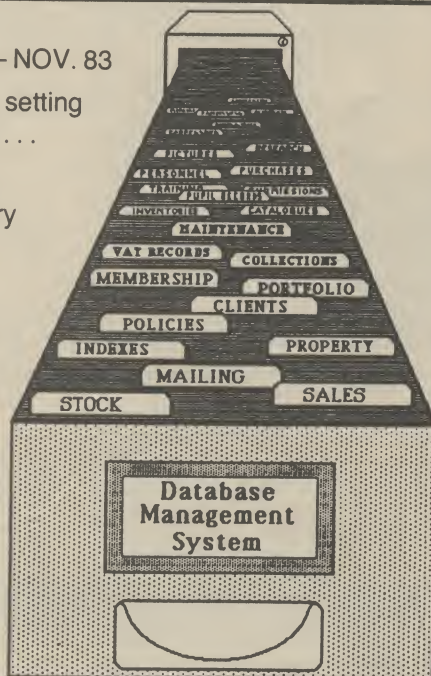 - NOV. 83
setting
....
ry
RESEARCH
PICTURES
PURCHASES
PERSONNEL
TRAINING
PUPIL RECORDS
INVENTORIES
CATALOGUES
MAINTENANCE
VAT RECORDS
COLLECTIONS
MEMBERSHIP
PORTFOLIO
CLIENTS
POLICIES
INDEXES
PROPERTY
MAILING
SALES
STOCK
Database
Management
System